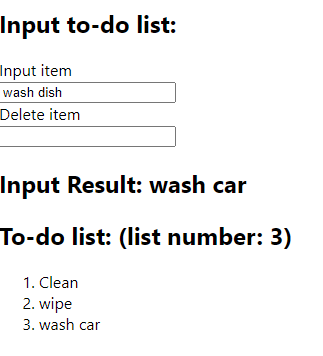 Input to-do list:
Input item
wash dish
Delete item
Input Result: wash car
To-do list: (list number: 3)
1. Clean
2. wipe
3. wash car